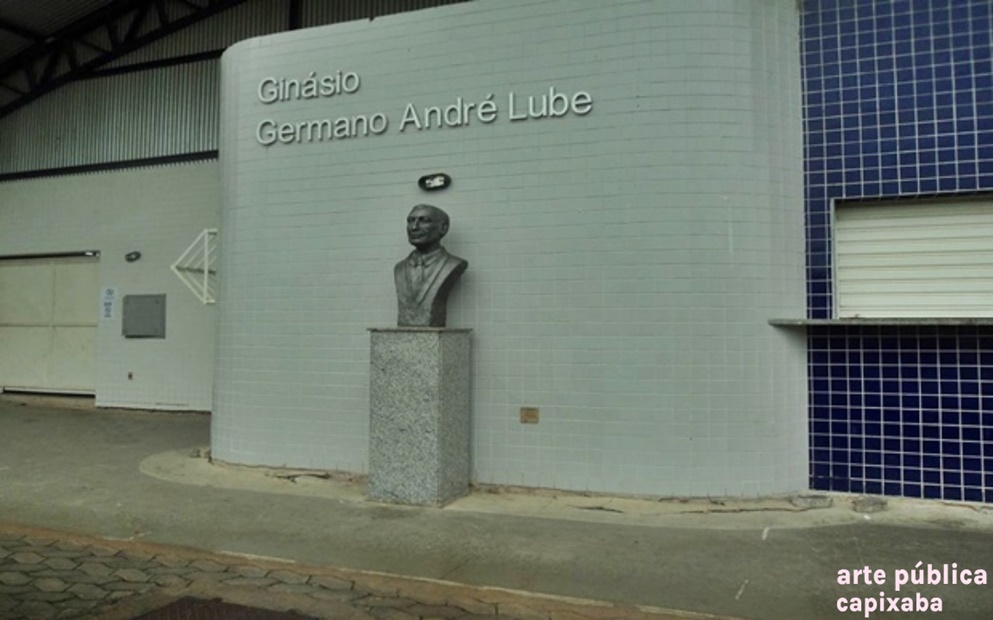 Ginásio
Germano André Lube
arte pública
capixaba